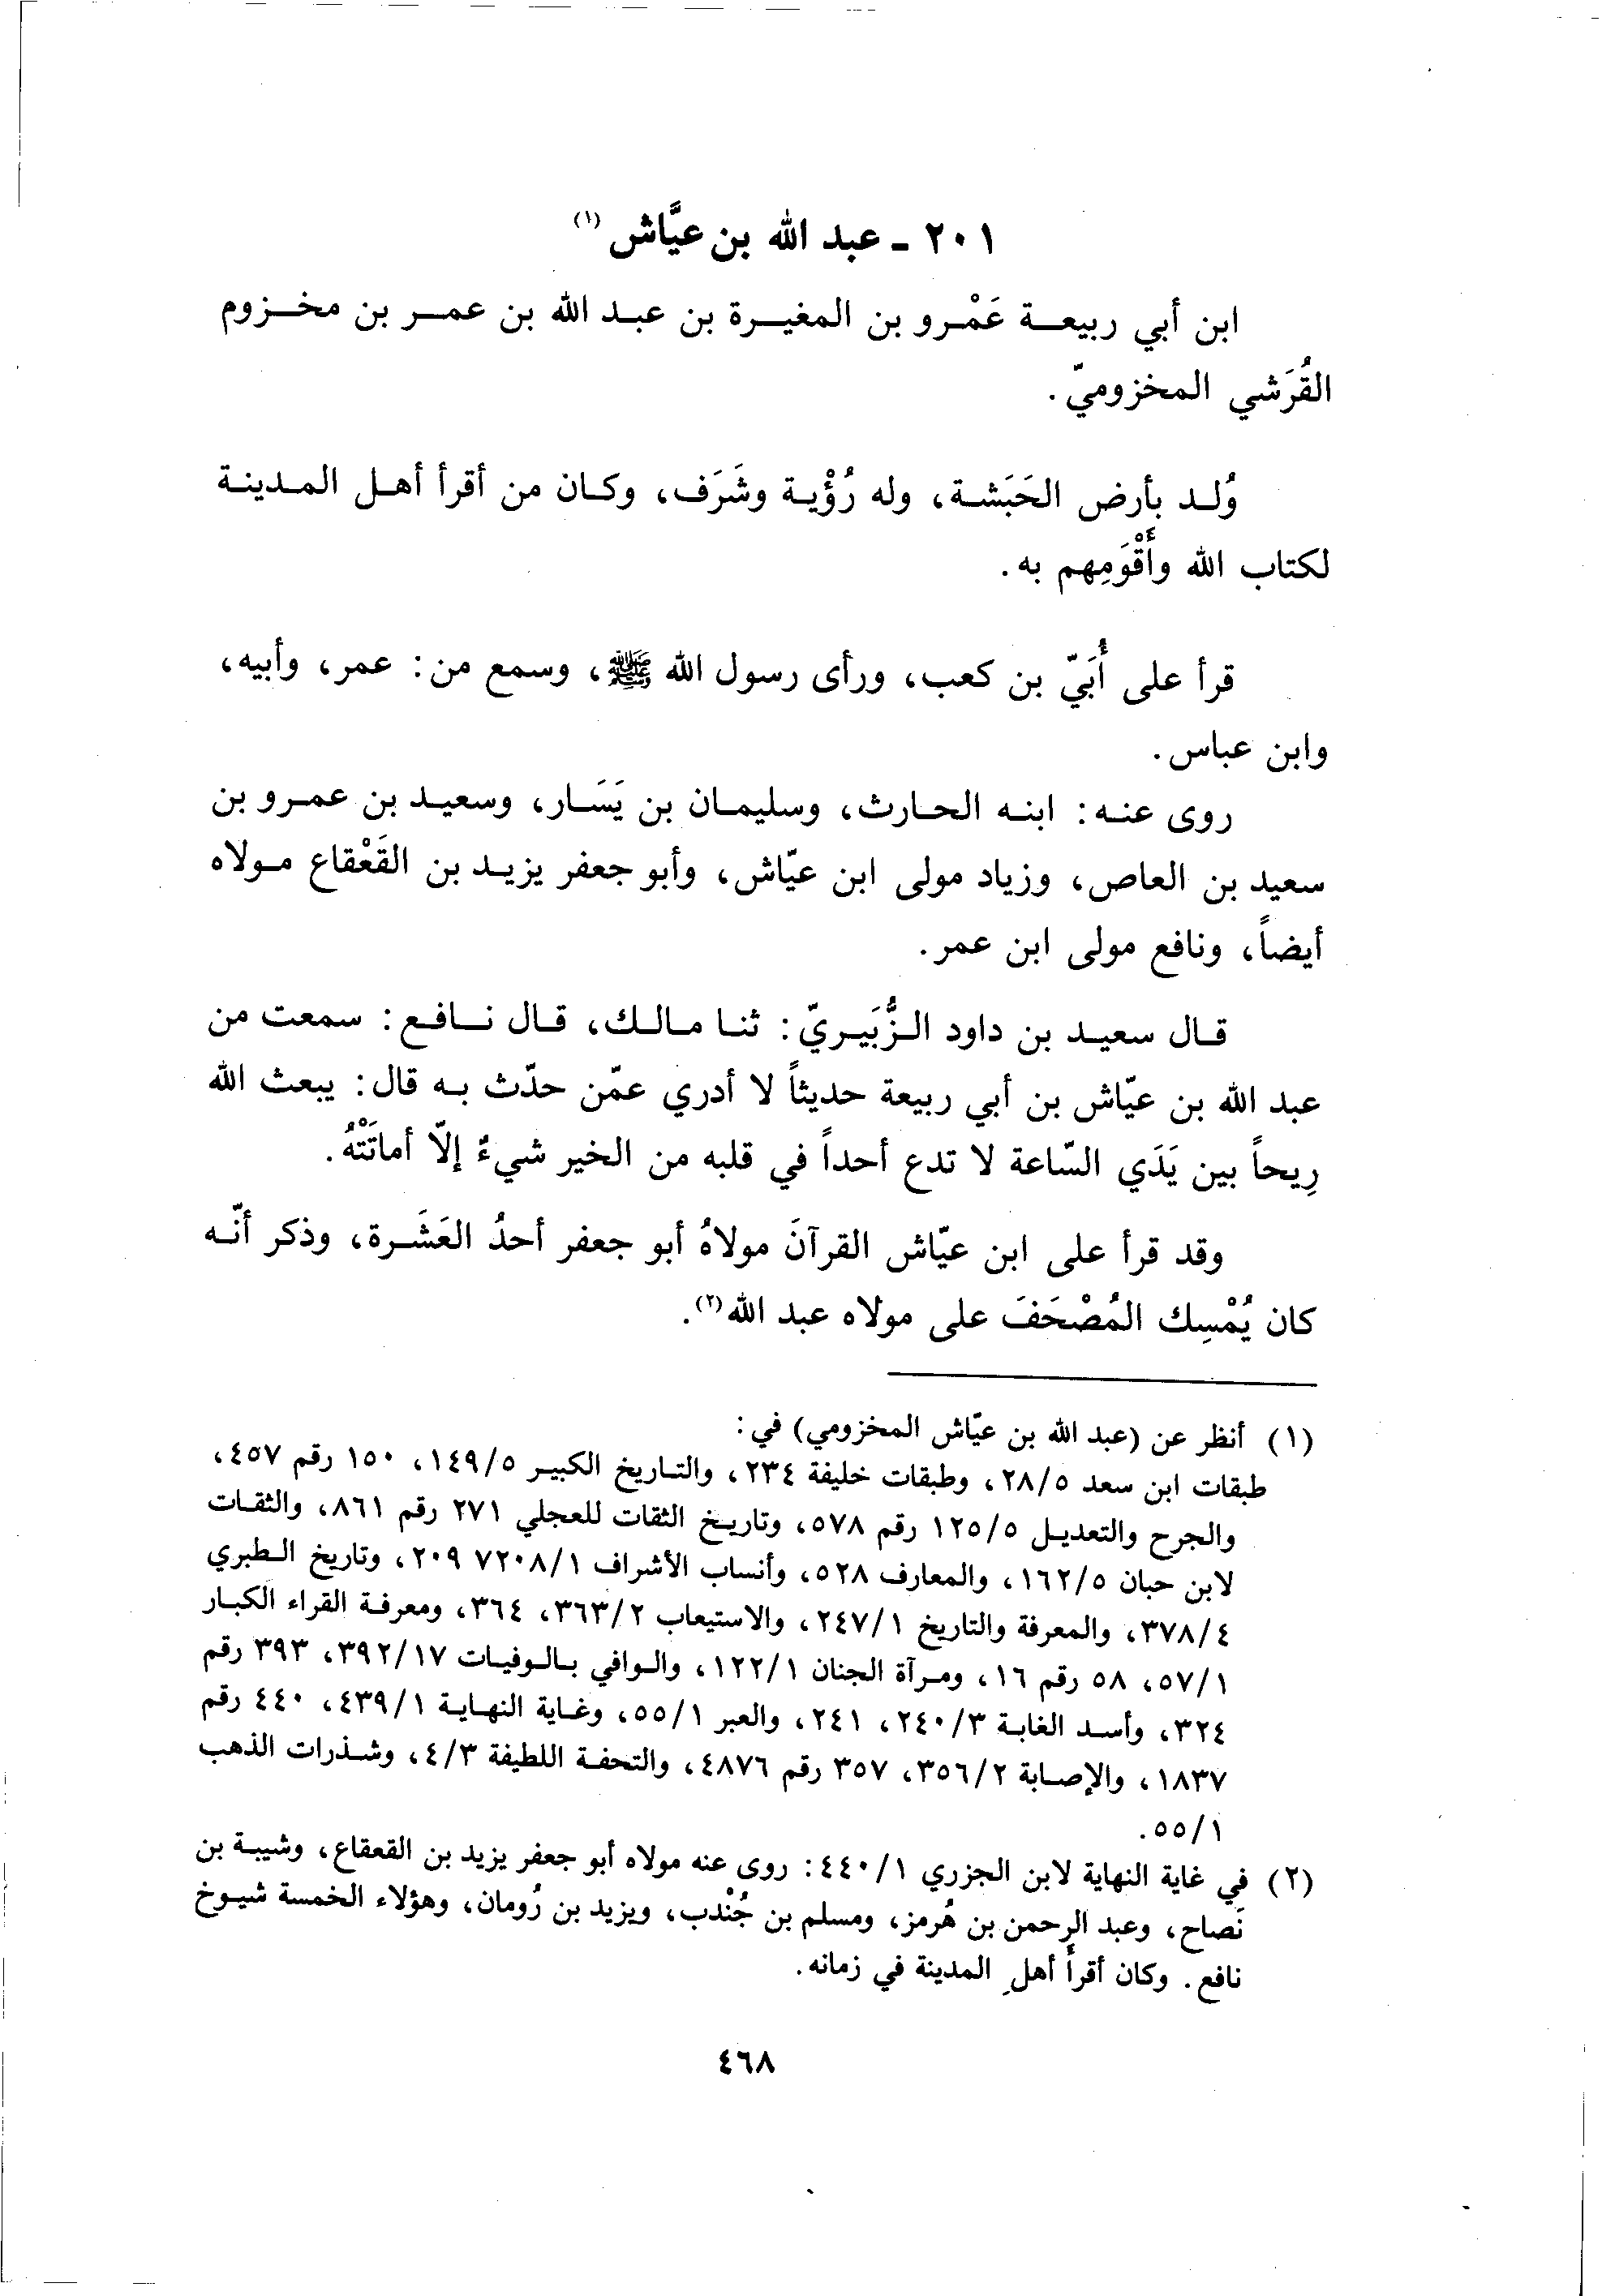 ٢٠١ - عبد الله بن عيَّاش (١)
ابن أبي ربيعة عَمْرو بن المغيرة بن عبد الله بن عمر بن مخزوم
القُرَشي المخزوميّ.
وُلد بأرض الحَبَشة، وله رُؤْية وشَرَف، وكان من أقرأ أهل المدينة
لكتاب الله وأَقْوَمِهم به.
قرأ على أُبَيّ بن كعب، ورأى رسول الله ﷺ، وسمع من: عمر، وأبيه،
وابن عباس.
روى عنه: ابنه الحارث، وسليمان بن يَسَار، وسعيد بن عمرو بن
سعيد بن العاص، وزياد مولى ابن عيّاش، وأبو جعفر يزيد بن القَعْقاع مولاه
أيضاً، ونافع مولى ابن عمر.
قال سعيد بن داود الزُّبَيريّ: ثنا مالك، قال نافع: سمعت من
عبد الله بن عيّاش بن أبي ربيعة حديثاً لا أدري عمّن حدّث به قال: يبعث الله
رِيحاً بين يَدَي السّاعة لا تدع أحداً في قلبه من الخير شيءٌ إلاّ أماتَتْهُ.
وقد قرأ على ابن عيّاش القرآنَ مولاهُ أبو جعفر أحدُ العَشَرة، وذكر أنّه
كان يُمْسِك المُصْحَفَ على مولاه عبد الله(٢).
(١) أنظر عن (عبد الله بن عيّاش المخزومي) في:
طبقات ابن سعد ٢٨/٥، وطبقات خليفة ٢٣٤، والتاريخ الكبير ١٤٩/٥، ١٥٠ رقم ٤٥٧،
والجرح والتعديل ١٢٥/٥ رقم ٥٧٨، وتاريخ الثقات للعجلي ٢٧١ رقم ٨٦١، والثقات
لابن حبان ١٦٢/٥، والمعارف ٥٢٨، وأنساب الأشراف ٧٢٠٨/١ ٢٠٩، وتاريخ الطبري
٣٧٨/٤، والمعرفة والتاريخ ٢٤٧/١، والاستيعاب ٣٦٣/٢، ٣٦٤، ومعرفة القراء الكبار
٥٧/١، ٥٨ رقم ١٦، ومرآة الجنان ١٢٢/١، والوافي بالوفيات ٣٩٢/١٧، ٣٩٣ رقم
٣٢٤، وأسد الغابة ٢٤٠/٣، ٢٤١، والعبر ٥٥/١، وغاية النهاية ٤٣٩/١، ٤٤٠ رقم
١٨٣٧، والإصابة ٣٥٦/٢، ٣٥٧ رقم ٤٨٧٦، والتحفة اللطيفة ٤/٣، وشذرات الذهب
٥٥/١.
(٢) في غاية النهاية لابن الجزري ٤٤٠/١: روى عنه مولاه أبو جعفر يزيد بن القعقاع، وشيبة بن
نَصاح، وعبد الرحمن بن هُرمز، ومسلم بن جُنْدب، ويزيد بن رُومان، وهؤلاء الخمسة شيوخ
نافع. وكان أقرأَ أهلِ المدينة في زمانه.
٤٦٨